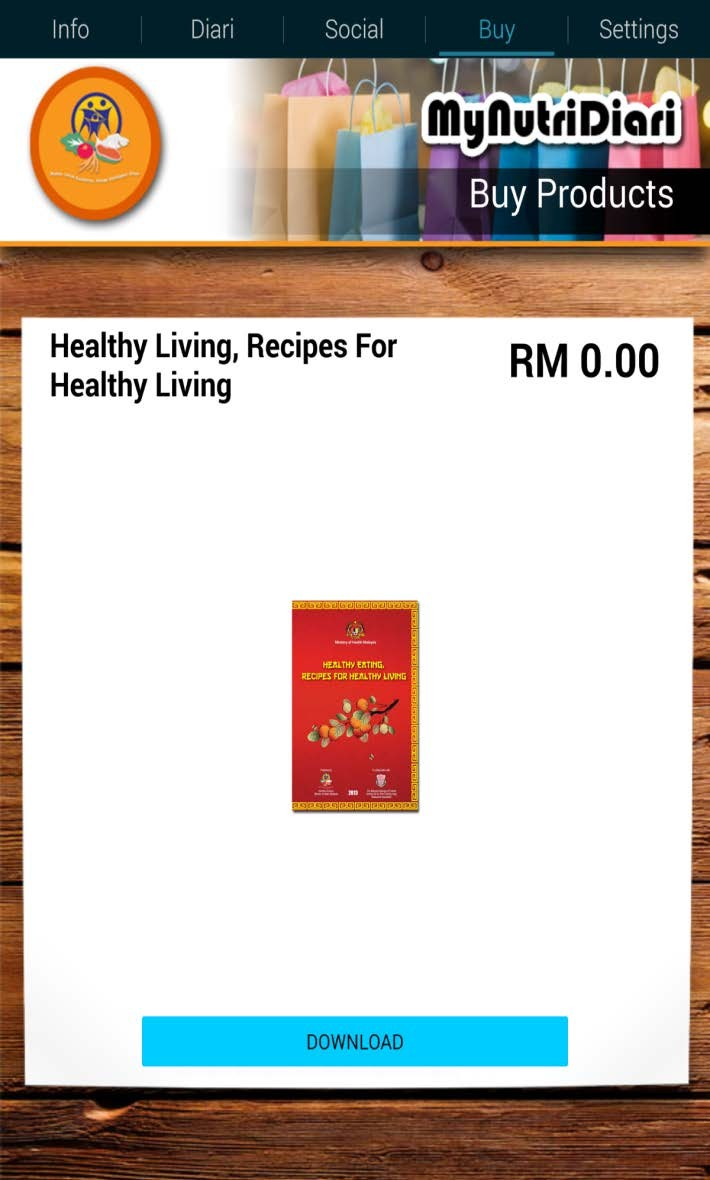 Info
Diari
Social
Buy
Settings
MyNutriDiari
Buy Products
Healthy Living, Recipes For
Healthy Living
RM 0.00
Ministry of Health Malaysia
HEALTHY EATING,
RECIPES FOR HEALTHY LIVING
2013
DOWNLOAD